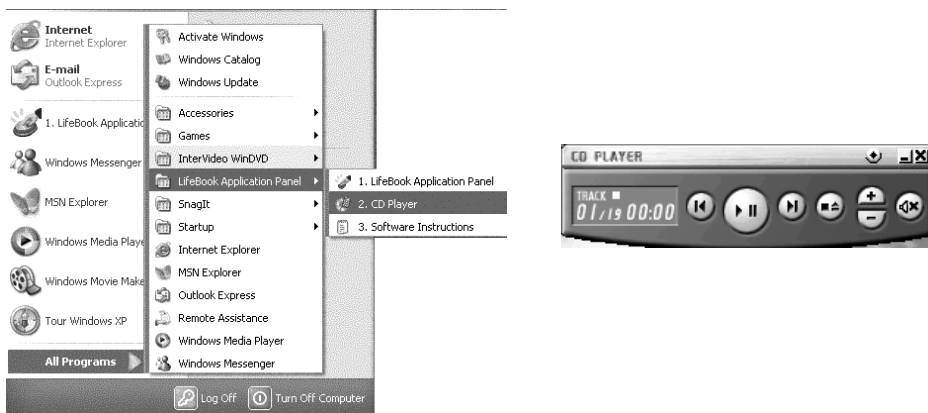 Internet
Internet Explorer
E-mail
Outlook Express
1. LifeBook Applicatio
Windows Messenger
MSN Explorer
Windows Media Playe
Windows Movie Make
Tour Windows XP
All Programs
Activate Windows
Windows Catalog
Windows Update
Accessories
Games
InterVideo WinDVD
LifeBook Application Panel
SnagIt
Startup
Internet Explorer
MSN Explorer
Outlook Express
Remote Assistance
Windows Media Player
Windows Messenger
1. LifeBook Application Panel
2. CD Player
3. Software Instructions
Log Off
Turn Off Computer
CD PLAYER
TRACK
01/19 00:00